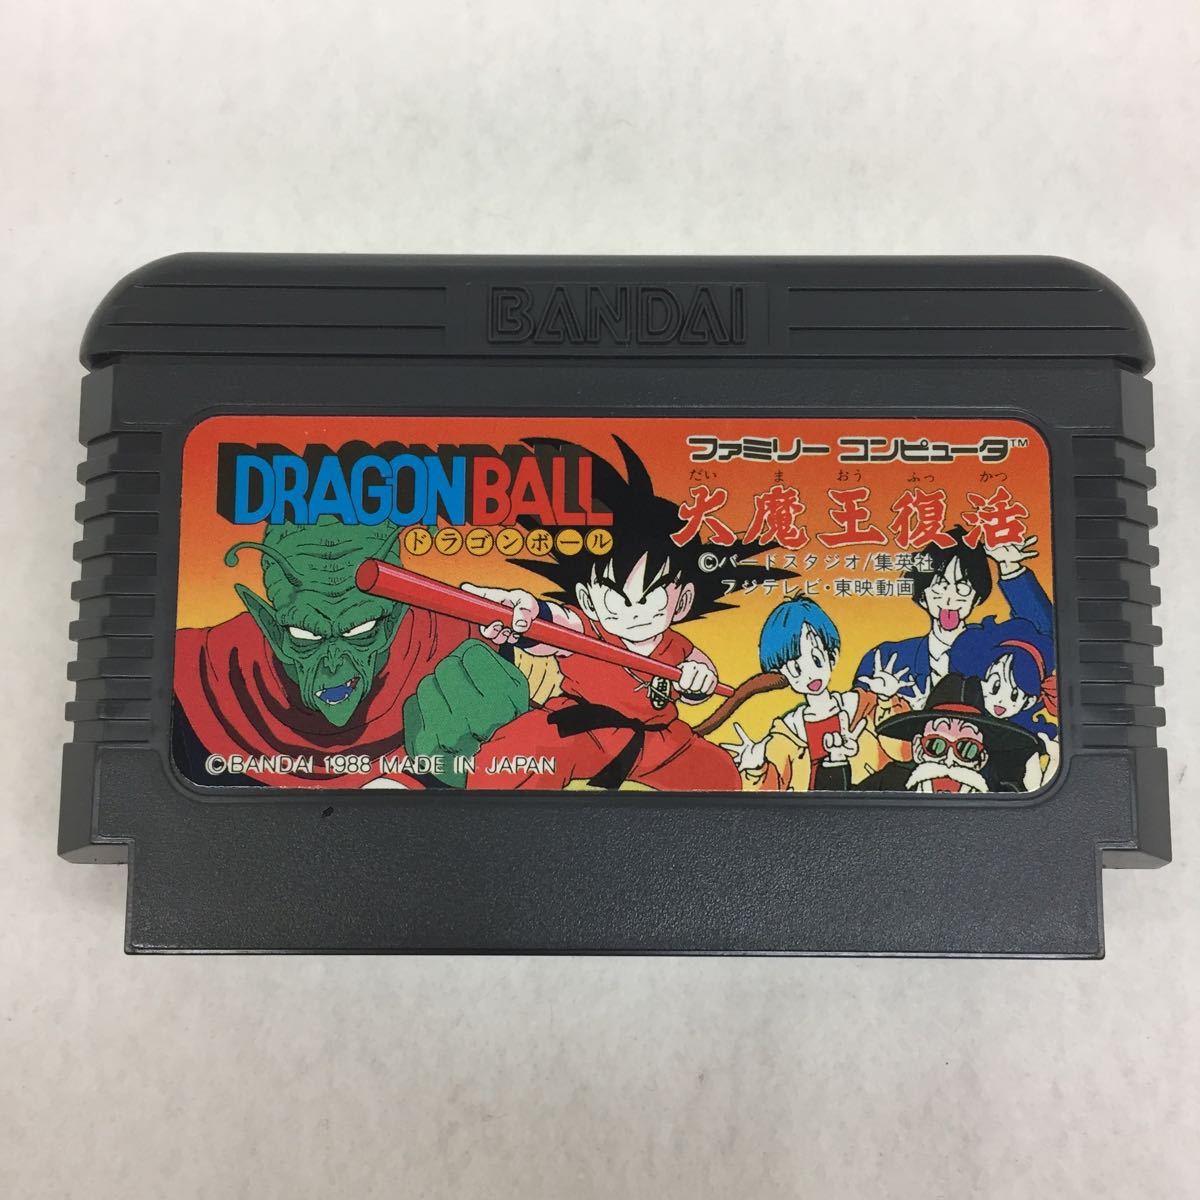 BANDAI
DRAGON BALL
ドラゴンボール
ファミリー コンピュータ™
だい ま おう ふっ かつ
大魔王復活
©バードスタジオ/集英社
フジテレビ・東映動画
亀
©BANDAI 1988 MADE IN JAPAN